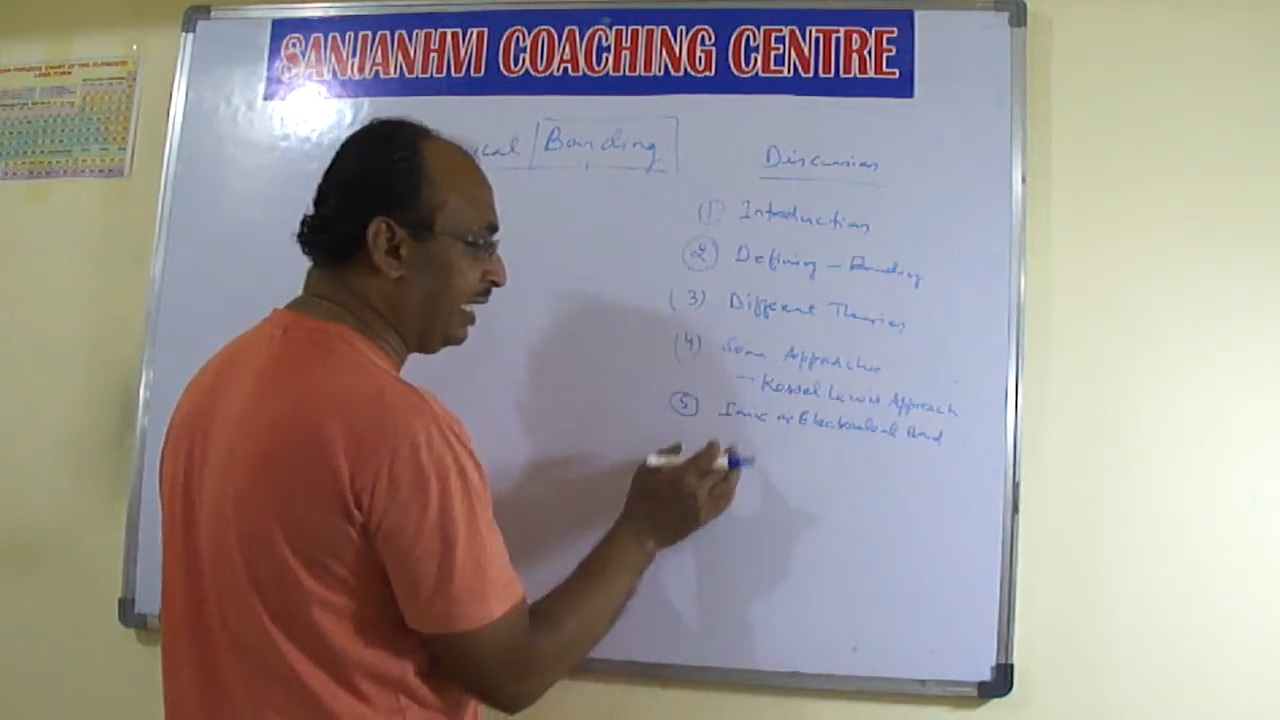 SANJANHVI COACHING CENTRE
ical Bonding
Discussion
(1) Introduction
(2) Defining - Bonding
(3) Different Theories
(4) Some Approaches
- Kossel Lewis Approach
(5) Ionic or Electrovalent Bond